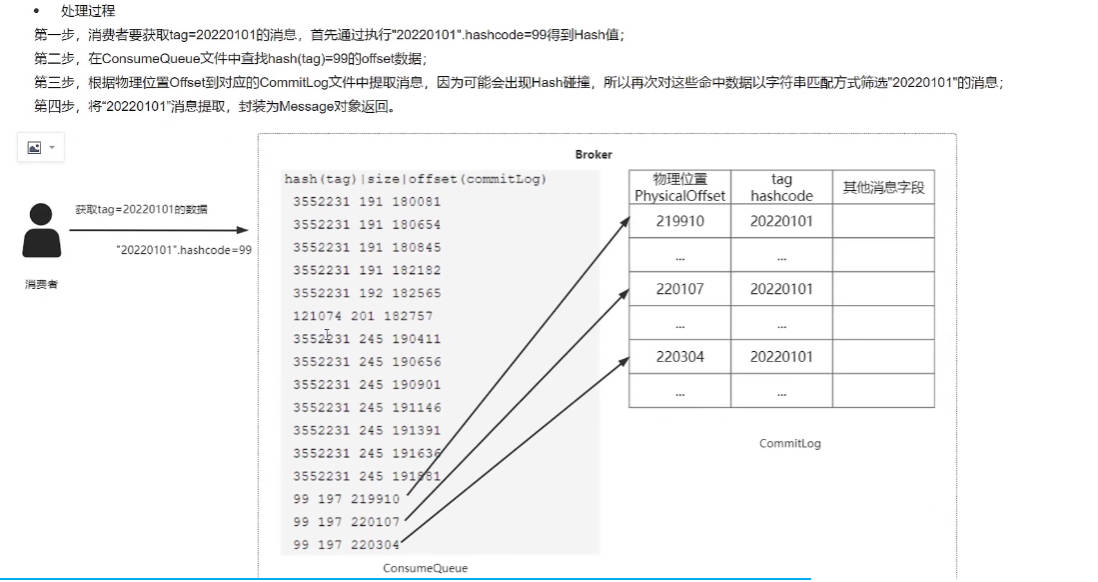 • 处理过程
第一步，消费者要获取tag=20220101的消息，首先通过执行"20220101".hashcode=99得到Hash值；
第二步，在ConsumeQueue文件中查找hash(tag)=99的offset数据；
第三步，根据物理位置Offset到对应的CommitLog文件中提取消息，因为可能会出现Hash碰撞，所以再次对这些命中数据以字符串匹配方式筛选"20220101"的消息；
第四步，将"20220101"消息提取，封装为Message对象返回。
Broker
获取tag=20220101的数据
"20220101".hashcode=99
消费者
hash(tag)|size|offset(commitLog)
3552231 191 180081
3552231 191 180654
3552231 191 180845
3552231 191 182182
3552231 192 182565
121074 201 182757
3552231 245 190411
3552231 245 190656
3552231 245 190901
3552231 245 191146
3552231 245 191391
3552231 245 191636
3552231 245 191881
99 197 219910
99 197 220107
99 197 220304
ConsumeQueue
物理位置 PhysicalOffset tag hashcode 其他消息字段
219910 20220101
... ...
220107 20220101
... ...
220304 20220101
... ...
CommitLog